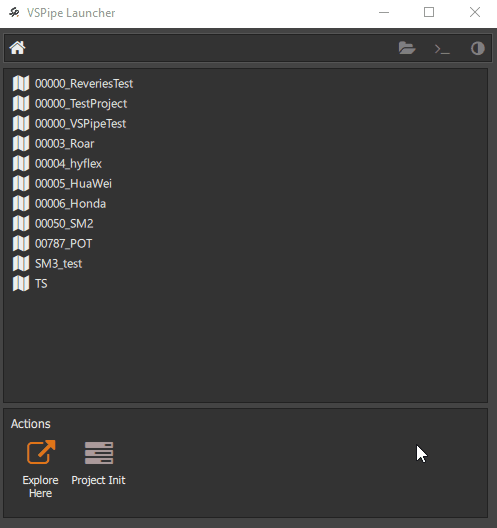 VSPipe Launcher
00000_ReveriesTest
00000_TestProject
00000_VSPipeTest
00003_Roar
00004_hyflex
00005_HuaWei
00006_Honda
00050_SM2
00787_POT
SM3_test
TS
Actions
Explore Here
Project Init